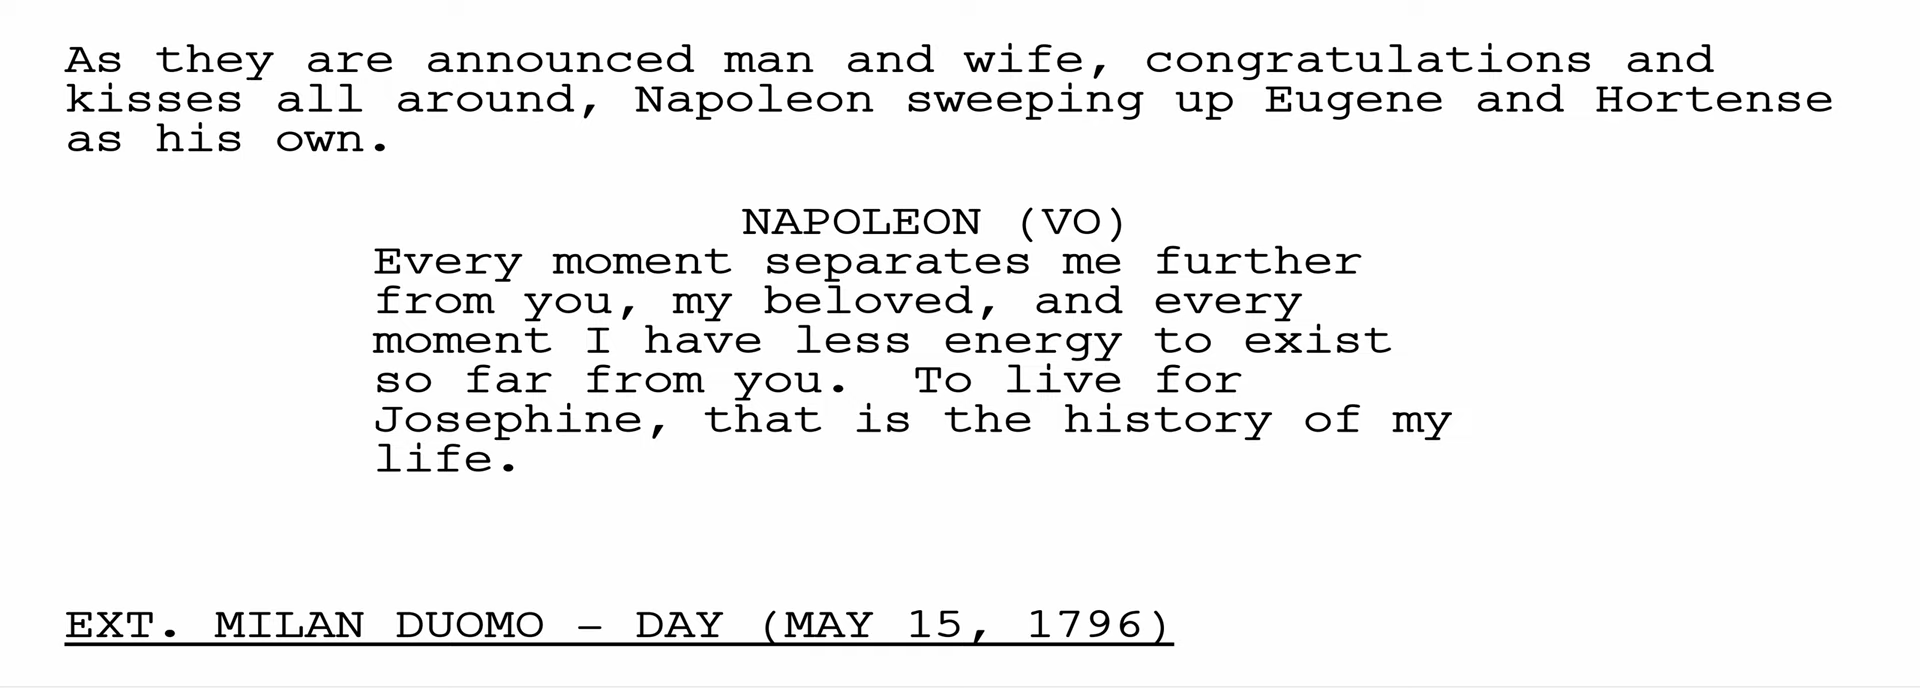 As they are announced man and wife, congratulations and
kisses all around, Napoleon sweeping up Eugene and Hortense
as his own.
NAPOLEON (VO)
Every moment separates me further
from you, my beloved, and every
moment I have less energy to exist
so far from you.  To live for
Josephine, that is the history of my
life.
EXT. MILAN DUOMO – DAY (MAY 15, 1796)